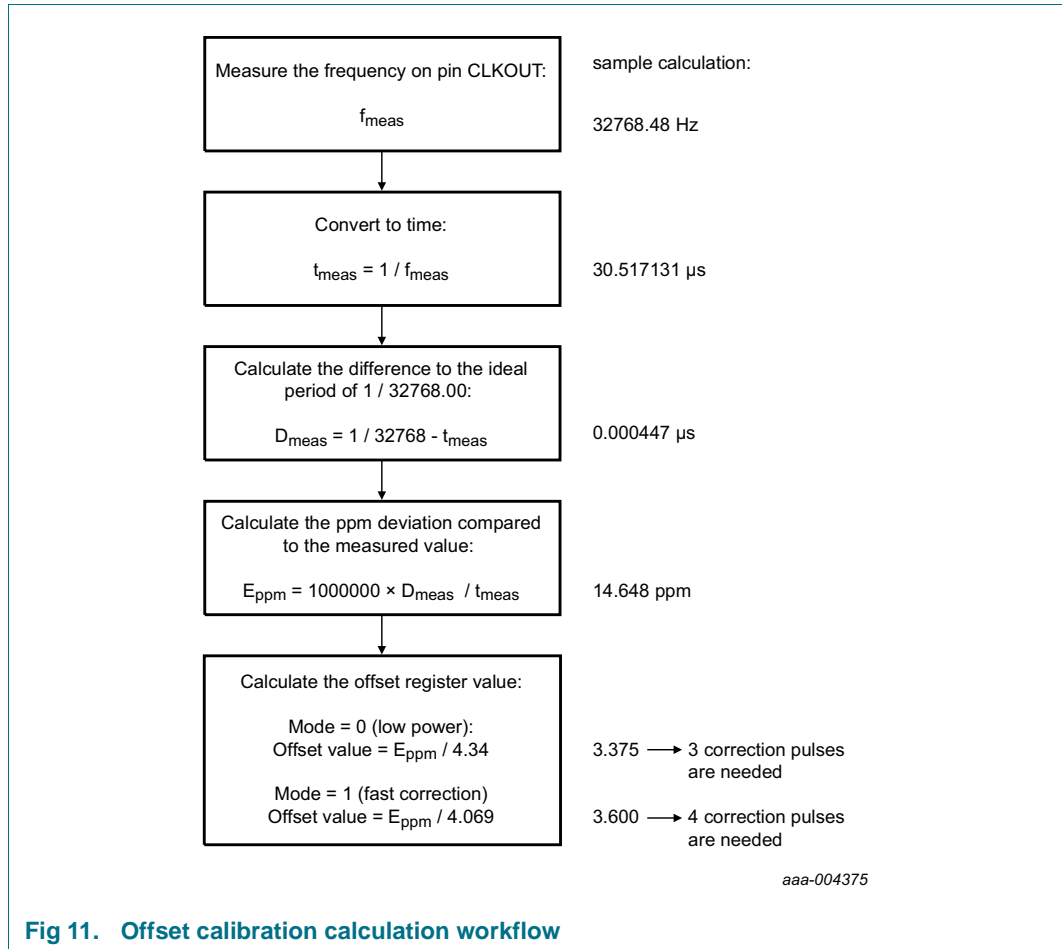 Measure the frequency on pin CLKOUT:
fmeas
sample calculation:
32768.48 Hz
Convert to time:
tmeas = 1 / fmeas
30.517131 µs
Calculate the difference to the ideal
period of 1 / 32768.00:
Dmeas = 1 / 32768 - tmeas
0.000447 µs
Calculate the ppm deviation compared
to the measured value:
Eppm = 1000000 × Dmeas / tmeas
14.648 ppm
Calculate the offset register value:
Mode = 0 (low power):
Offset value = Eppm / 4.34
3.375 → 3 correction pulses
are needed
Mode = 1 (fast correction)
Offset value = Eppm / 4.069
3.600 → 4 correction pulses
are needed
aaa-004375
Fig 11. Offset calibration calculation workflow